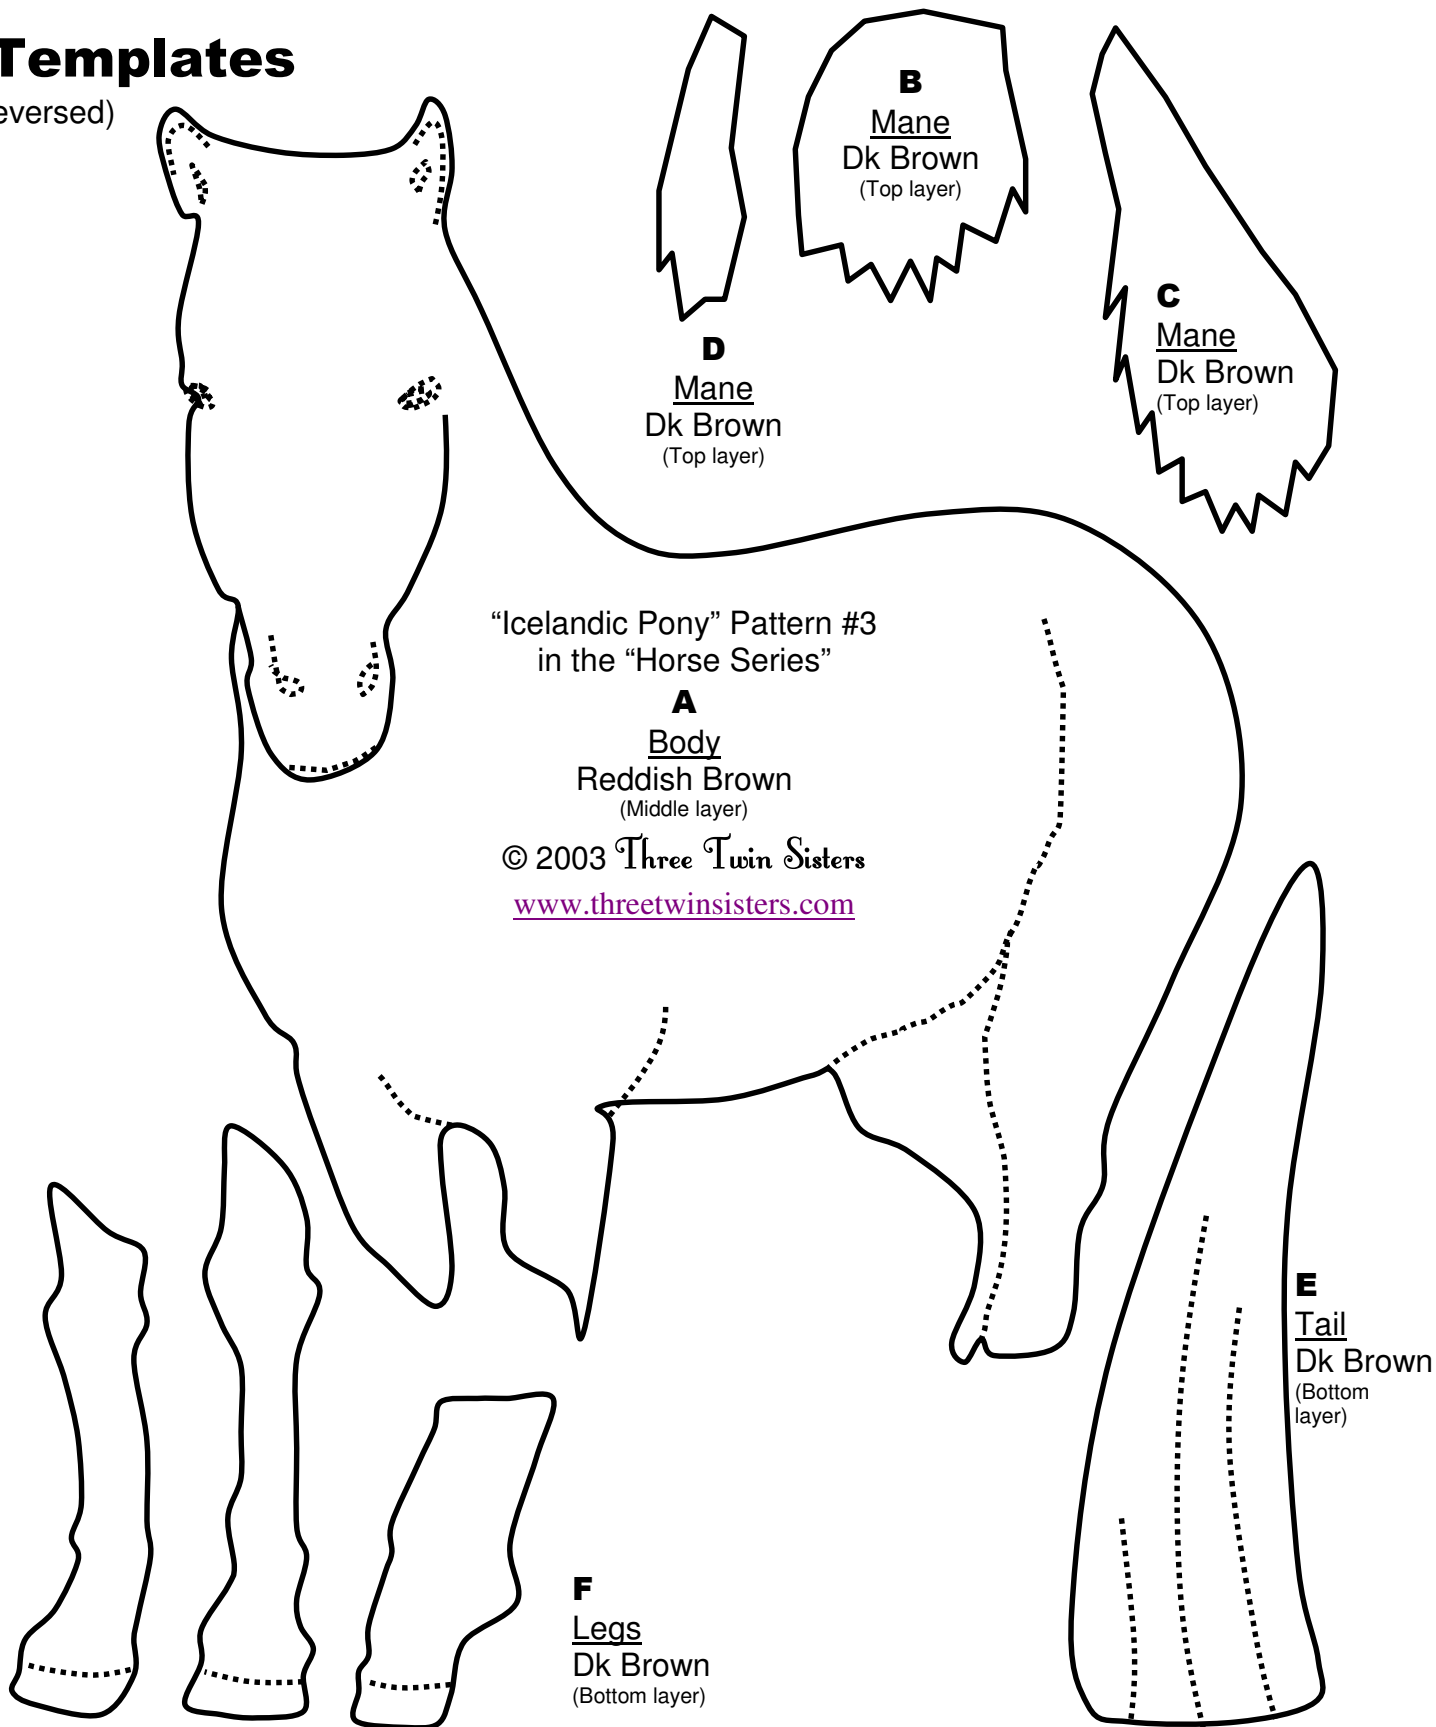 Templates
eversed)
B
Mane
Dk Brown
(Top layer)
D
Mane
Dk Brown
(Top layer)
C
Mane
Dk Brown
(Top layer)
“Icelandic Pony” Pattern #3
in the “Horse Series”
A
Body
Reddish Brown
(Middle layer)
© 2003 Three Twin Sisters
www.threetwinsisters.com
E
Tail
Dk Brown
(Bottom
layer)
F
Legs
Dk Brown
(Bottom layer)